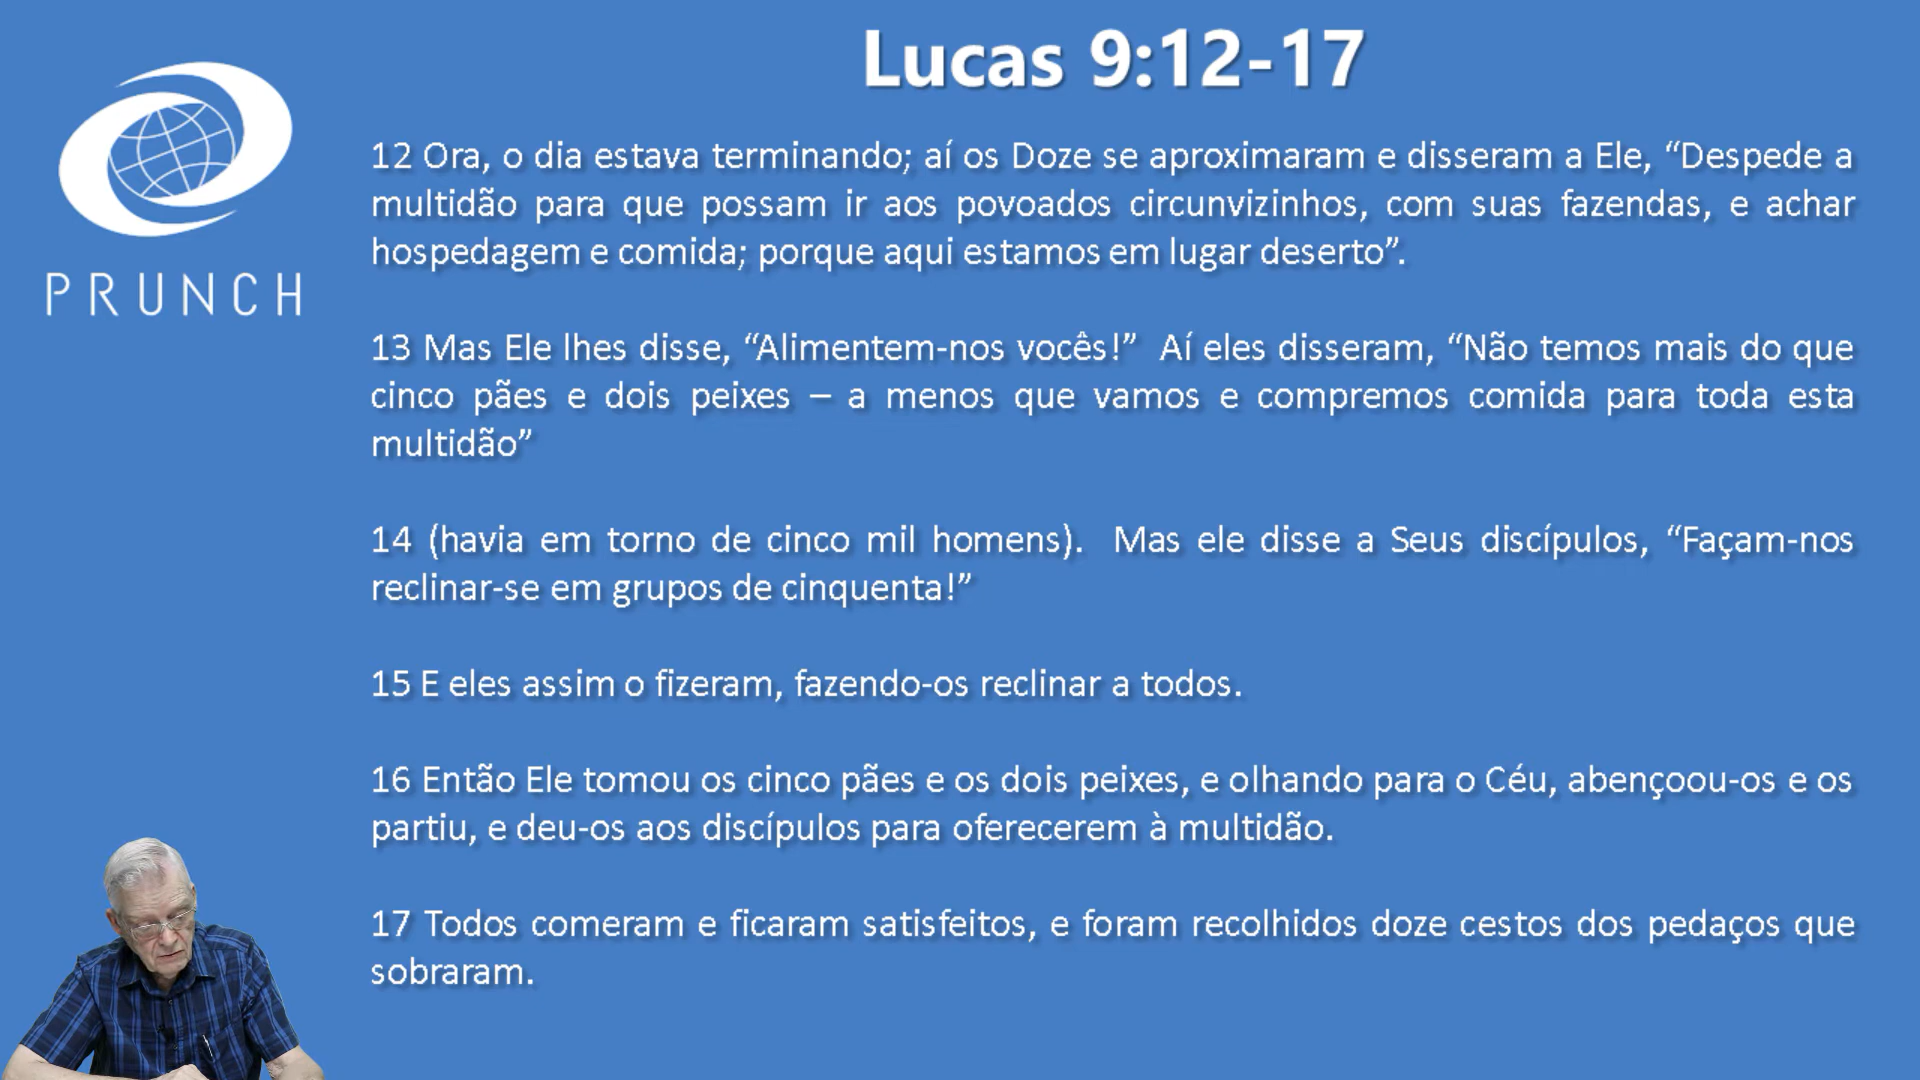 Lucas 9:12-17
PRUNCH
12 Ora, o dia estava terminando; aí os Doze se aproximaram e disseram a Ele, “Despede a
multidão para que possam ir aos povoados circunvizinhos, com suas fazendas, e achar
hospedagem e comida; porque aqui estamos em lugar deserto”.
13 Mas Ele lhes disse, “Alimentem-nos vocês!”  Aí eles disseram, “Não temos mais do que
cinco pães e dois peixes – a menos que vamos e compremos comida para toda esta
multidão”
14 (havia em torno de cinco mil homens).  Mas ele disse a Seus discípulos, “Façam-nos
reclinar-se em grupos de cinquenta!”
15 E eles assim o fizeram, fazendo-os reclinar a todos.
16 Então Ele tomou os cinco pães e os dois peixes, e olhando para o Céu, abençoou-os e os
partiu, e deu-os aos discípulos para oferecerem à multidão.
17 Todos comeram e ficaram satisfeitos, e foram recolhidos doze cestos dos pedaços que
sobraram.